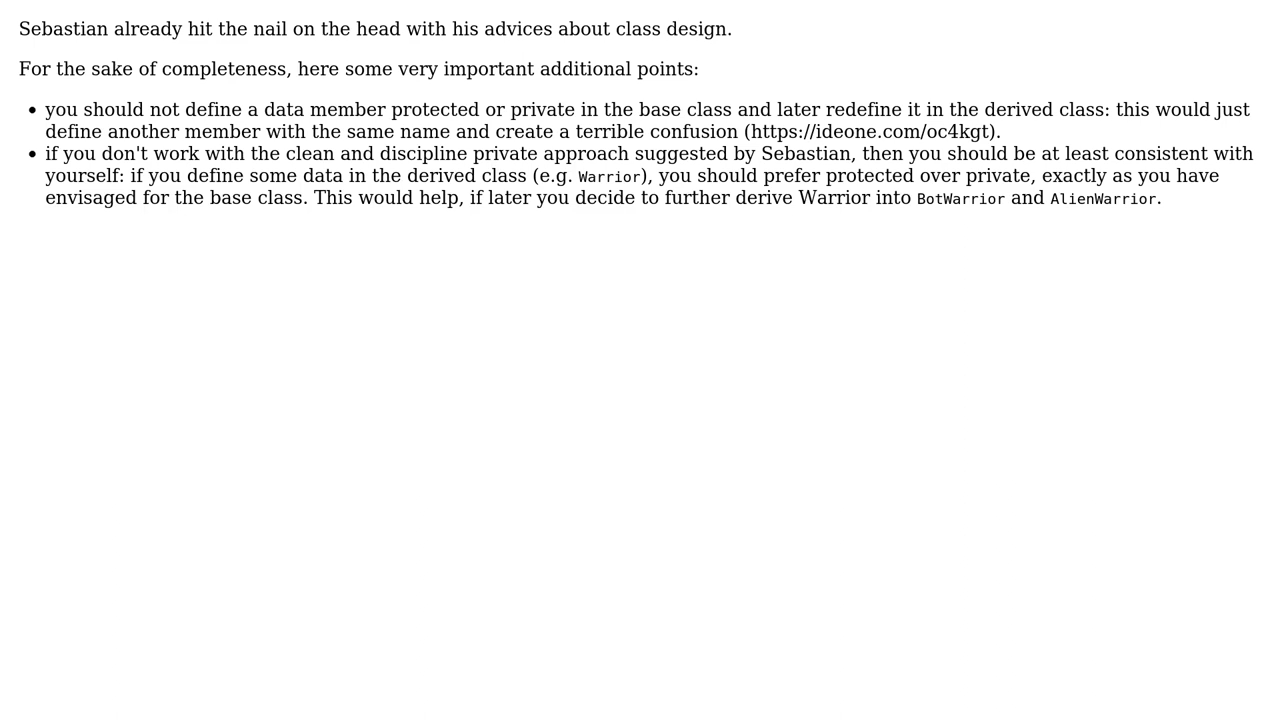 Sebastian already hit the nail on the head with his advices about class design.
For the sake of completeness, here some very important additional points:
• you should not define a data member protected or private in the base class and later redefine it in the derived class: this would just
define another member with the same name and create a terrible confusion (https://ideone.com/oc4kgt).
• if you don't work with the clean and discipline private approach suggested by Sebastian, then you should be at least consistent with
yourself: if you define some data in the derived class (e.g. Warrior), you should prefer protected over private, exactly as you have
envisaged for the base class. This would help, if later you decide to further derive Warrior into BotWarrior and AlienWarrior.